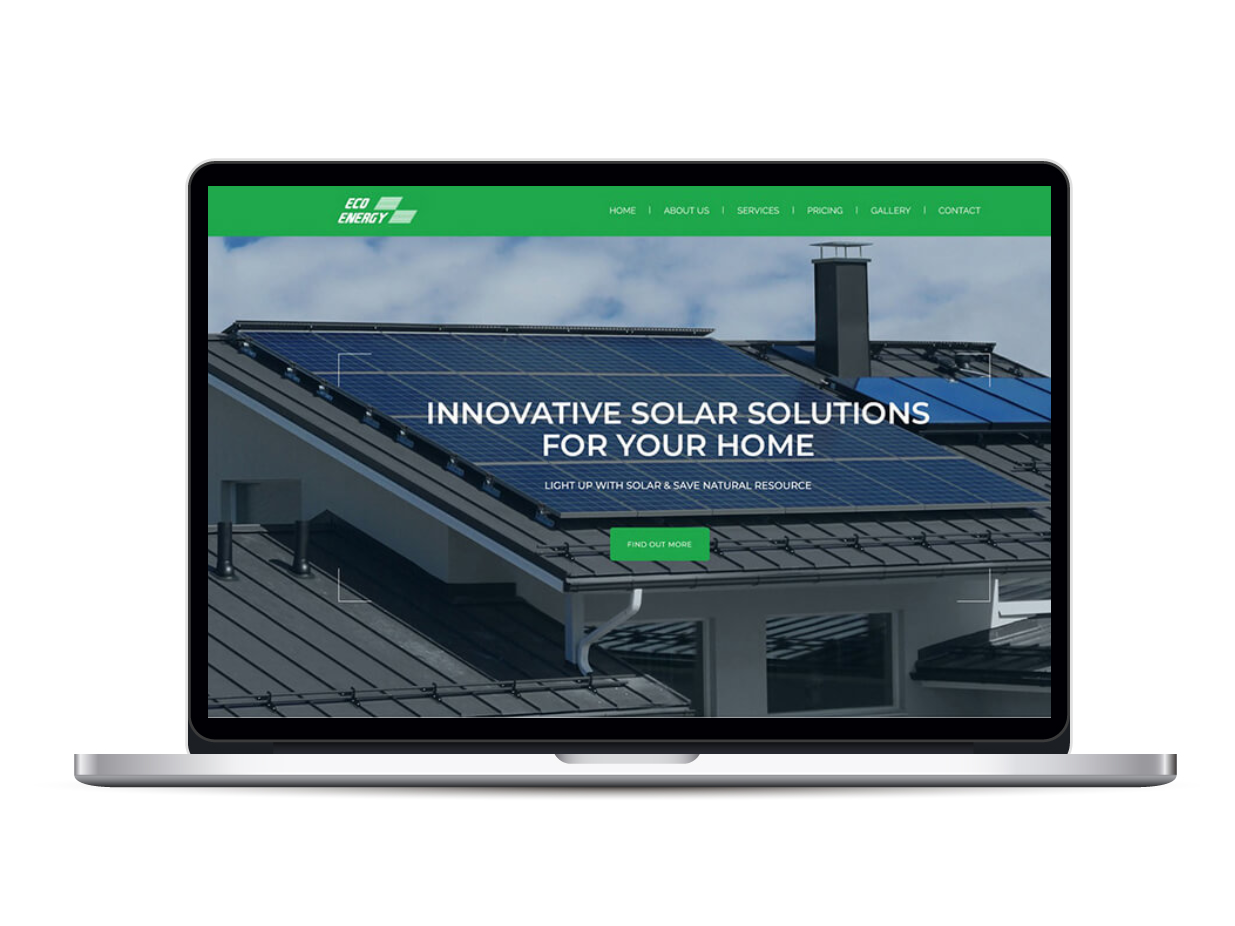 ECO
ENERGY
HOME | ABOUT US | SERVICES | PRICING | GALLERY | CONTACT
INNOVATIVE SOLAR SOLUTIONS
FOR YOUR HOME
LIGHT UP WITH SOLAR & SAVE NATURAL RESOURCE
FIND OUT MORE